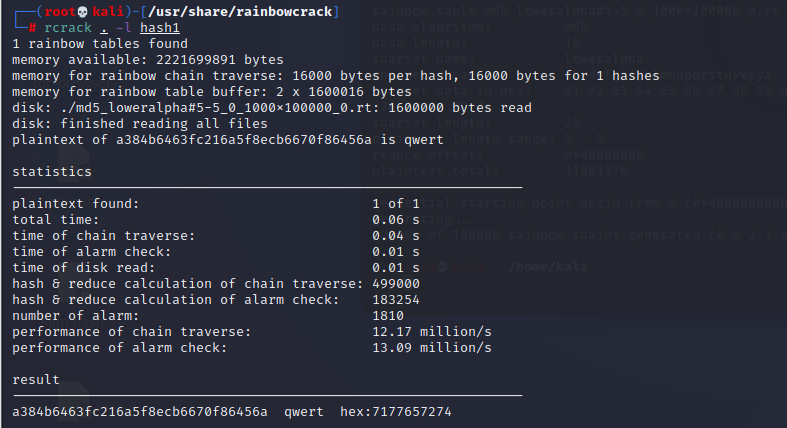 ┌──(root💀kali)-[/usr/share/rainbowcrack]
└─# rcrack . -l hash1
1 rainbow tables found
memory available: 2221699891 bytes
memory for rainbow chain traverse: 16000 bytes per hash, 16000 bytes for 1 hashes
memory for rainbow table buffer: 2 x 1600016 bytes
disk: ./md5_loweralpha#5-5_0_1000x100000_0.rt: 1600000 bytes read
disk: finished reading all files
plaintext of a384b6463fc216a5f8ecb6670f86456a is qwert
statistics
plaintext found: 1 of 1
total time: 0.06 s
time of chain traverse: 0.04 s
time of alarm check: 0.01 s
time of disk read: 0.01 s
hash & reduce calculation of chain traverse: 499000
hash & reduce calculation of alarm check: 183254
number of alarm: 1810
performance of chain traverse: 12.17 million/s
performance of alarm check: 13.09 million/s
result
a384b6463fc216a5f8ecb6670f86456a qwert hex:7177657274